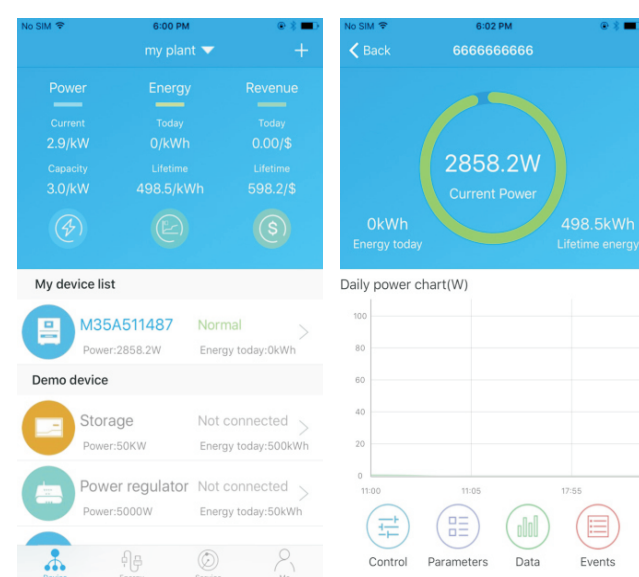 No SIM 6:00 PM
my plant
Power Energy Revenue
Current Today Today
2.9/kW 0/kWh 0.00/$
Capacity Lifetime Lifetime
3.0/kW 498.5/kWh 598.2/$
$
My device list
M35A511487 Normal
Power:2858.2W Energy today:0kWh
Demo device
Storage Not connected
Power:50KW Energy today:500kWh
Power regulator Not connected
Power:5000W Energy today:50kWh
Device Energy Service Me
No SIM 6:02 PM
Back 6666666666
2858.2W
Current Power
0kWh 498.5kWh
Energy today Lifetime energy
Daily power chart(W)
100
80
60
40
20
0
11:00 11:05 17:55
Control Parameters Data Events